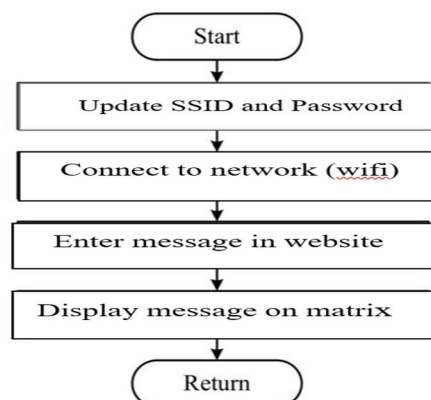 Start
Update SSID and Password
Connect to network (wifi)
Enter message in website
Display message on matrix
Return